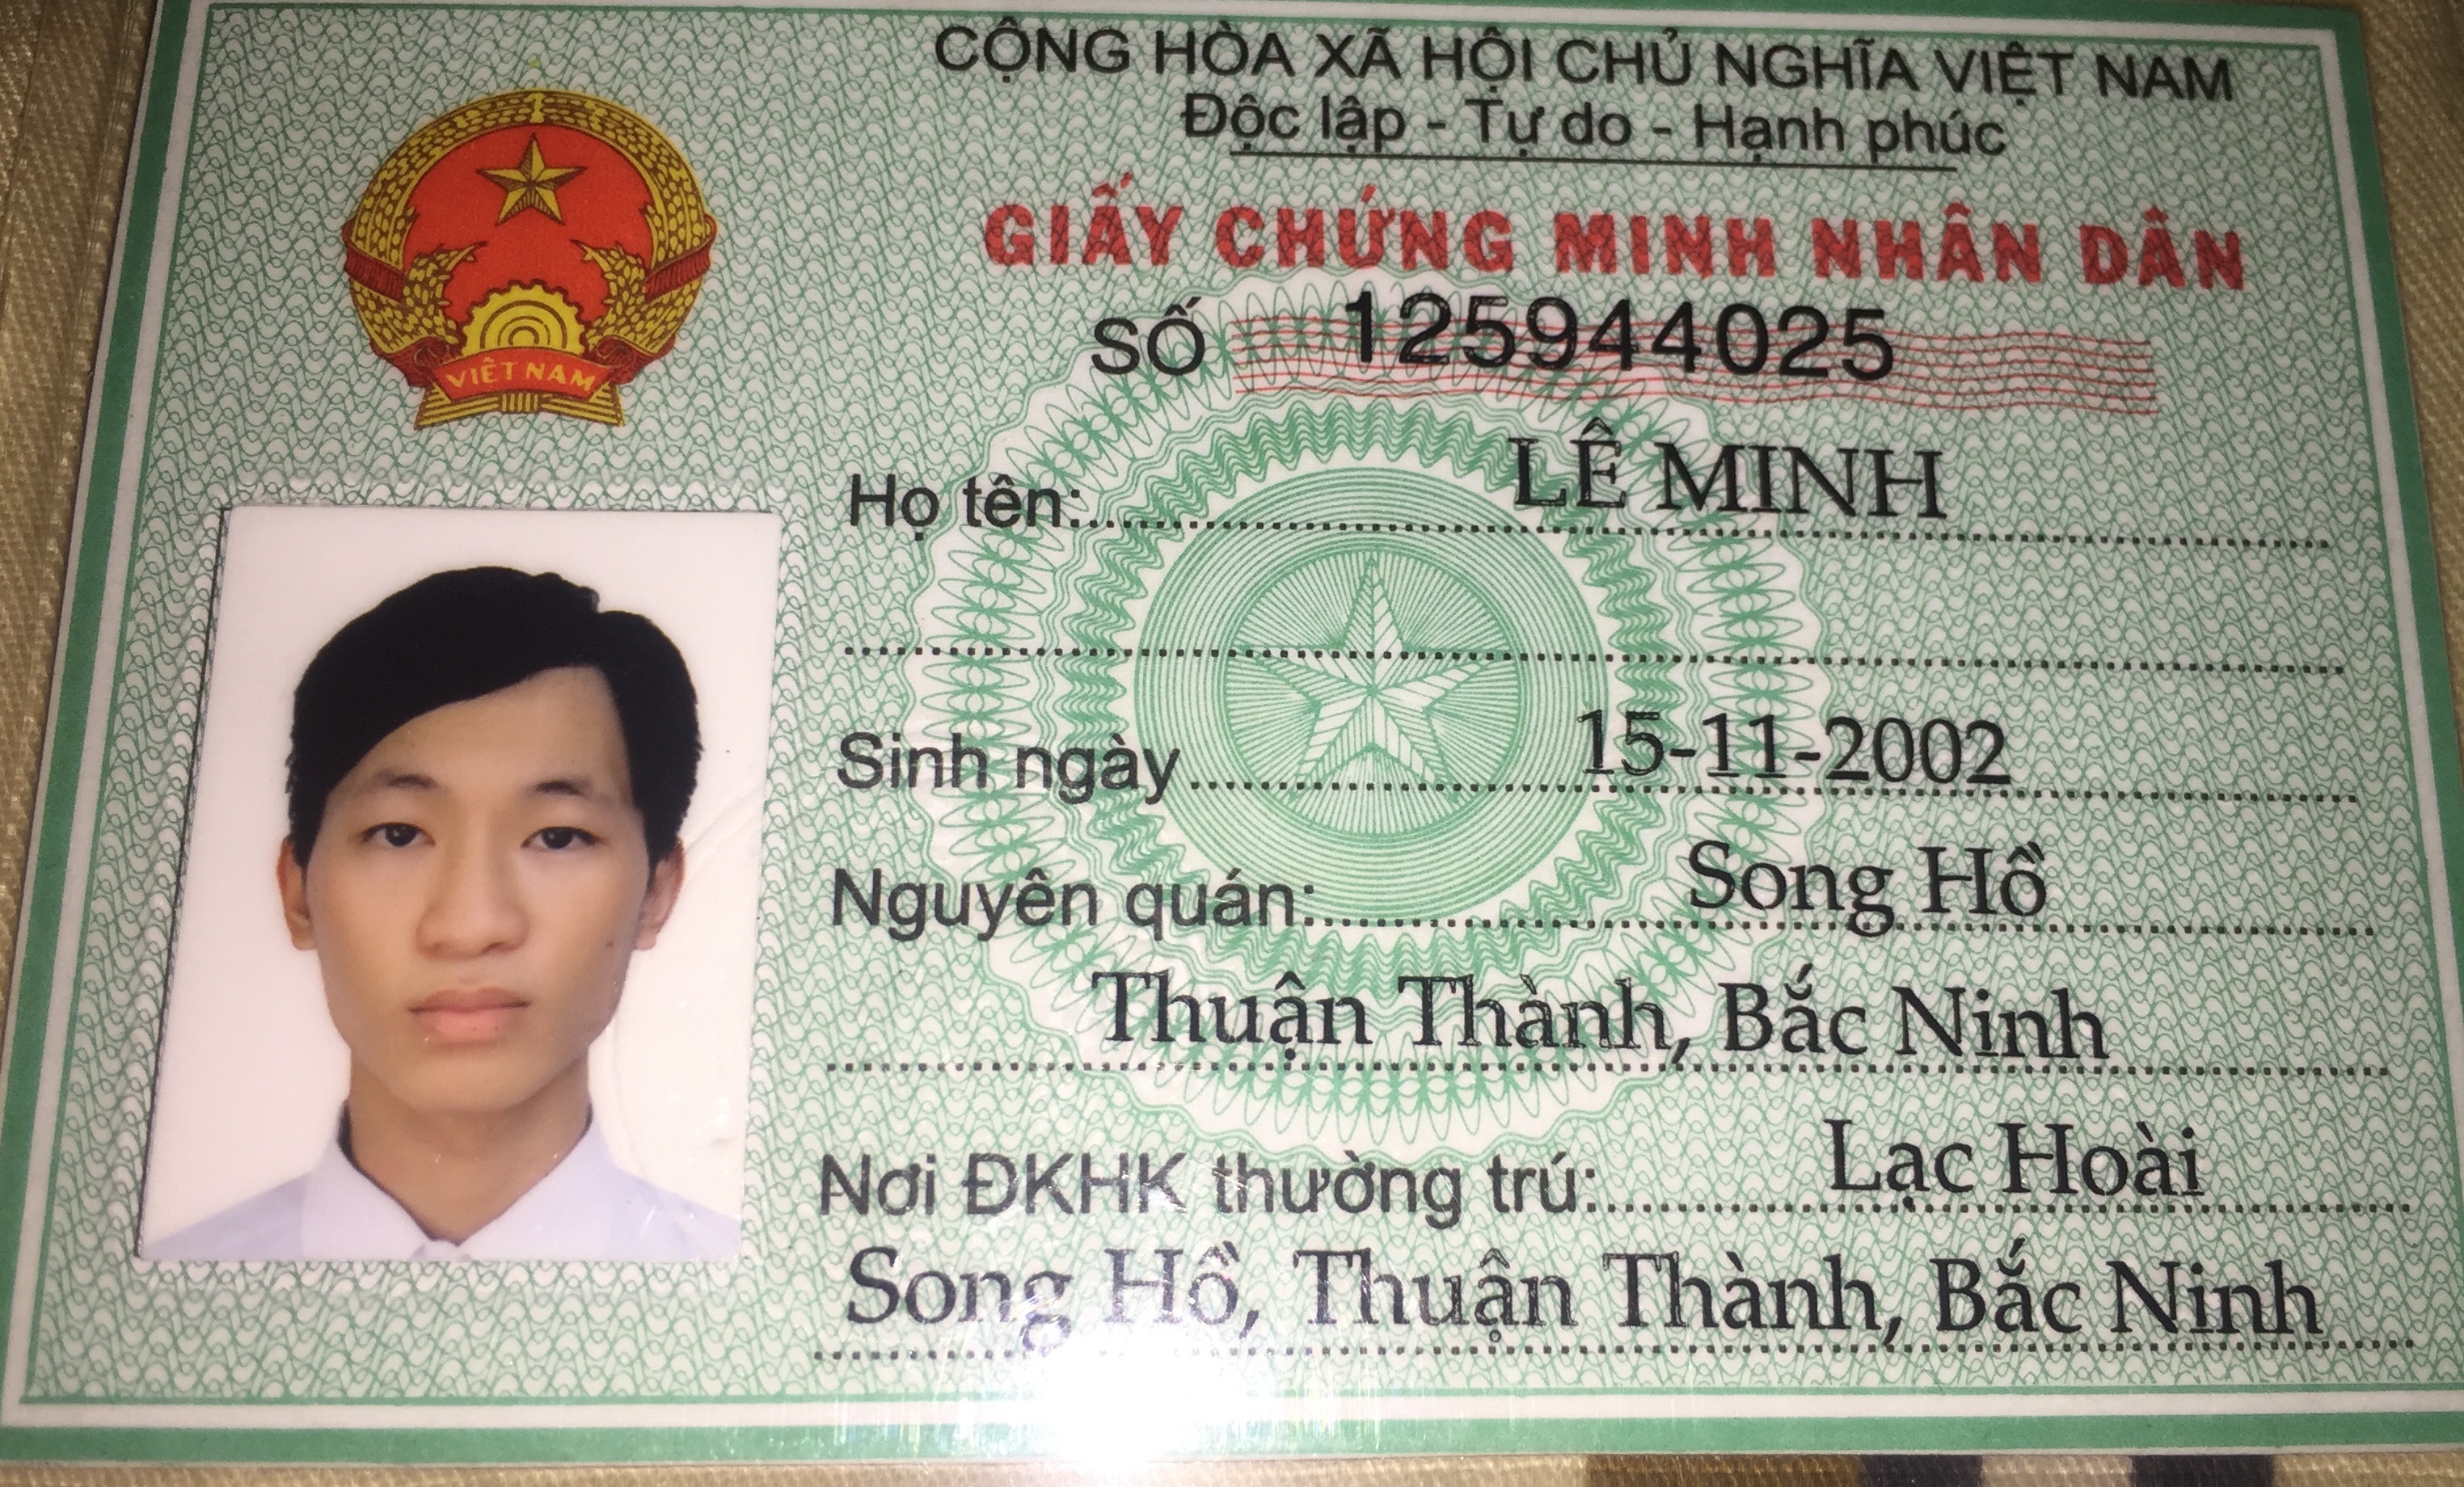 CỘNG HÒA XÃ HỘI CHỦ NGHĨA VIỆT NAM
Độc lập - Tự do - Hạnh phúc
GIẤY CHỨNG MINH NHÂN DÂN
SỐ 125944025
VIỆT NAM
Họ tên: LÊ MINH
Sinh ngày 15-11-2002
Nguyên quán: Song Hồ
Thuận Thành, Bắc Ninh
Nơi ĐKHK thường trú: Lạc Hoài
Song Hồ, Thuận Thành, Bắc Ninh